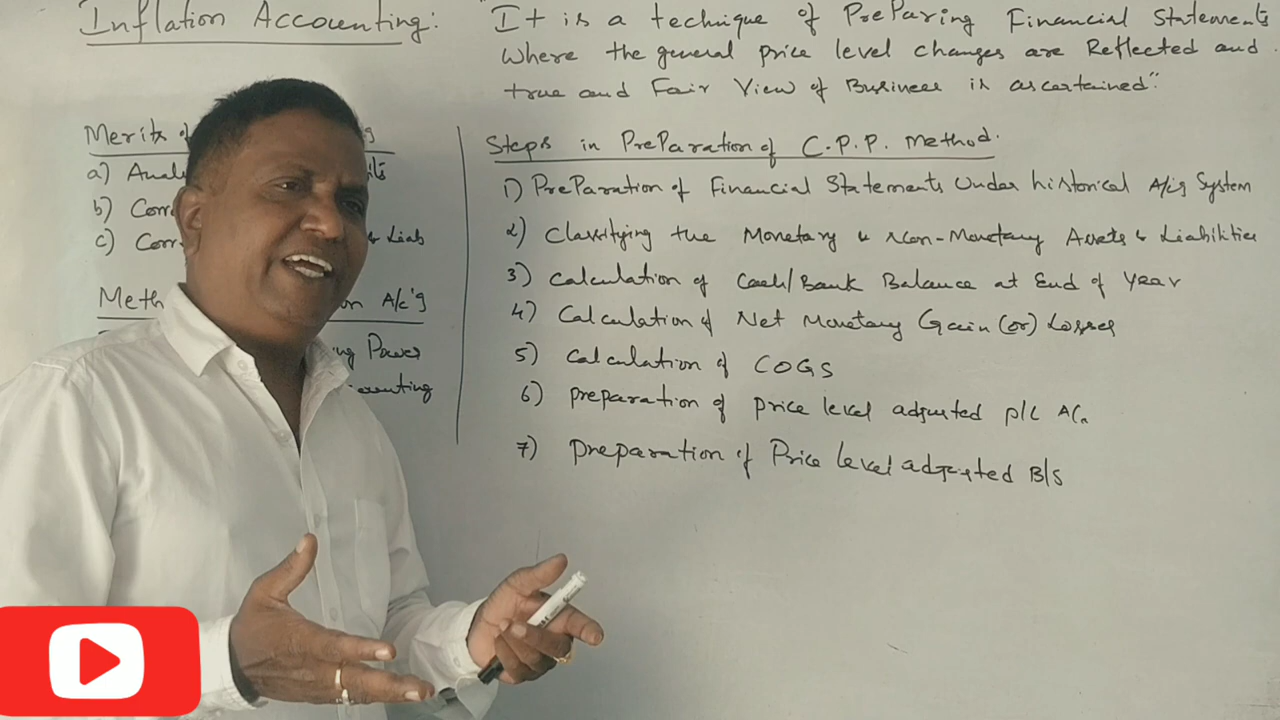 Inflation Accounting:
"It is a technique of Preparing Financial Statements
Where the general price level changes are Reflected and
true and Fair View of Business is ascertained"
Merits of
a)
b)
c) & Liab
A/c'g
Power
Steps in Preparation of C.P.P. Method.
1) Preparation of Financial Statements Under historical A/c'g System
2) Classifying the Monetary & Non-Monetary Assets & Liabilities
3) Calculation of Cash/Bank Balance at End of Year
4) Calculation of Net Monetary Gain (or) Losses
5) Calculation of COGS
6) preparation of price level adjusted P/L A/c
7) preparation of Price level adjusted B/S